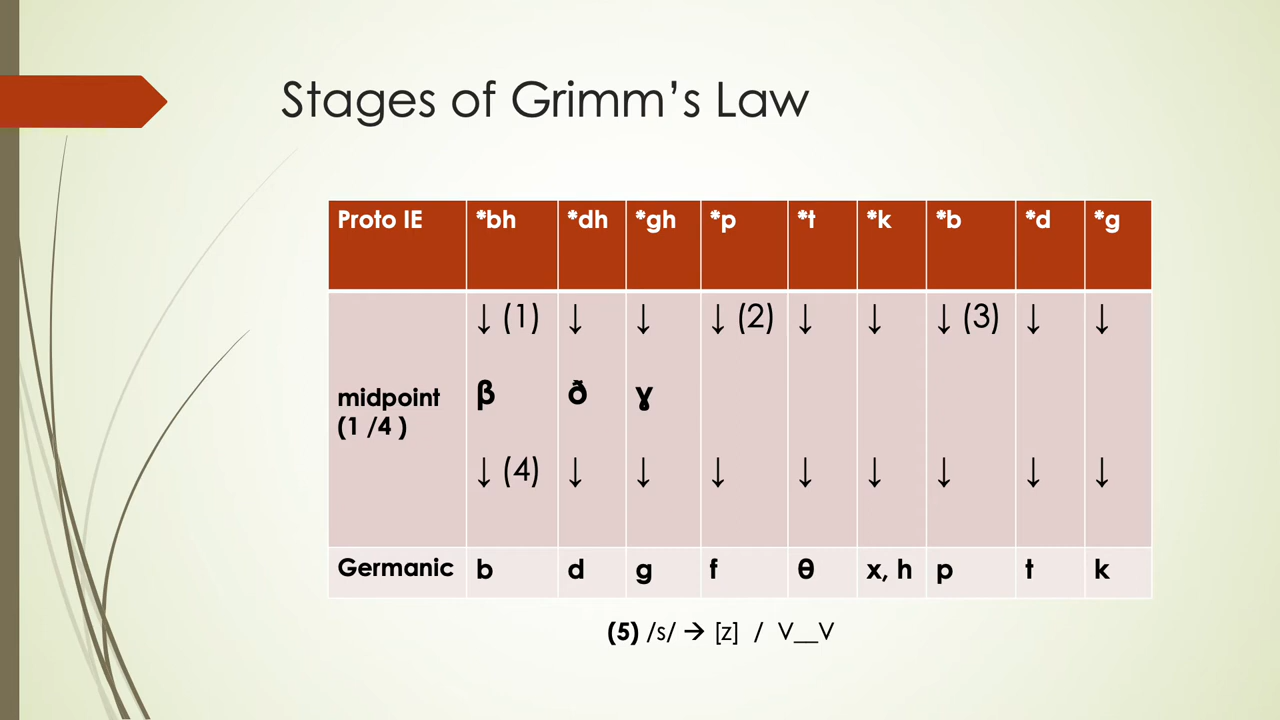 Stages of Grimm's Law
Proto IE *bh *dh *gh *p *t *k *b *d *g
↓ (1) ↓ ↓ ↓ (2) ↓ ↓ ↓ (3) ↓ ↓
midpoint β ð ɣ
(1 /4 )
↓ (4) ↓ ↓ ↓ ↓ ↓ ↓ ↓ ↓
Germanic b d g f θ x, h p t k
(5) /s/ → [z] / V__V